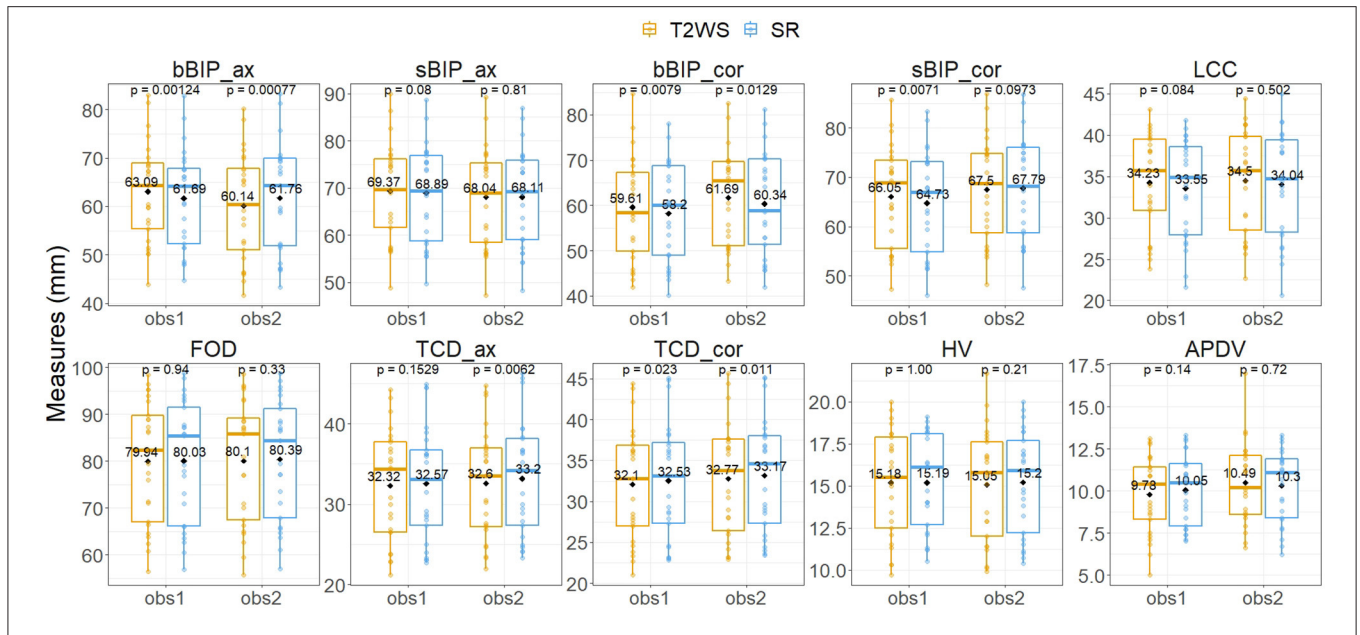 T2WS SR
bBIP_ax sBIP_ax bBIP_cor sBIP_cor LCC
p = 0.00124 p = 0.00077 p = 0.08 p = 0.81 p = 0.0079 p = 0.0129 p = 0.0071 p = 0.0973 p = 0.084 p = 0.502
80 70 60 50 40
63.09 61.69 60.14 61.76
90 80 70 60 50
69.37 68.89 68.04 68.11
80 70 60 50 40
59.61 58.2 61.69 60.34
80 70 60 50
66.05 64.73 67.5 67.79
45 40 35 30 25 20
34.23 33.55 34.5 34.04
obs1 obs2 obs1 obs2 obs1 obs2 obs1 obs2 obs1 obs2
Measures (mm)
FOD TCD_ax TCD_cor HV APDV
p = 0.94 p = 0.33 p = 0.1529 p = 0.0062 p = 0.023 p = 0.011 p = 1.00 p = 0.21 p = 0.14 p = 0.72
100 90 80 70 60
79.94 80.03 80.1 80.39
40 30 20
32.32 32.57 32.6 33.2
45 40 35 30 25 20
32.1 32.53 32.77 33.17
20.0 17.5 15.0 12.5 10.0
15.18 15.19 15.05 15.2
17.5 15.0 12.5 10.0 7.5 5.0
9.78 10.05 10.49 10.3
obs1 obs2 obs1 obs2 obs1 obs2 obs1 obs2 obs1 obs2